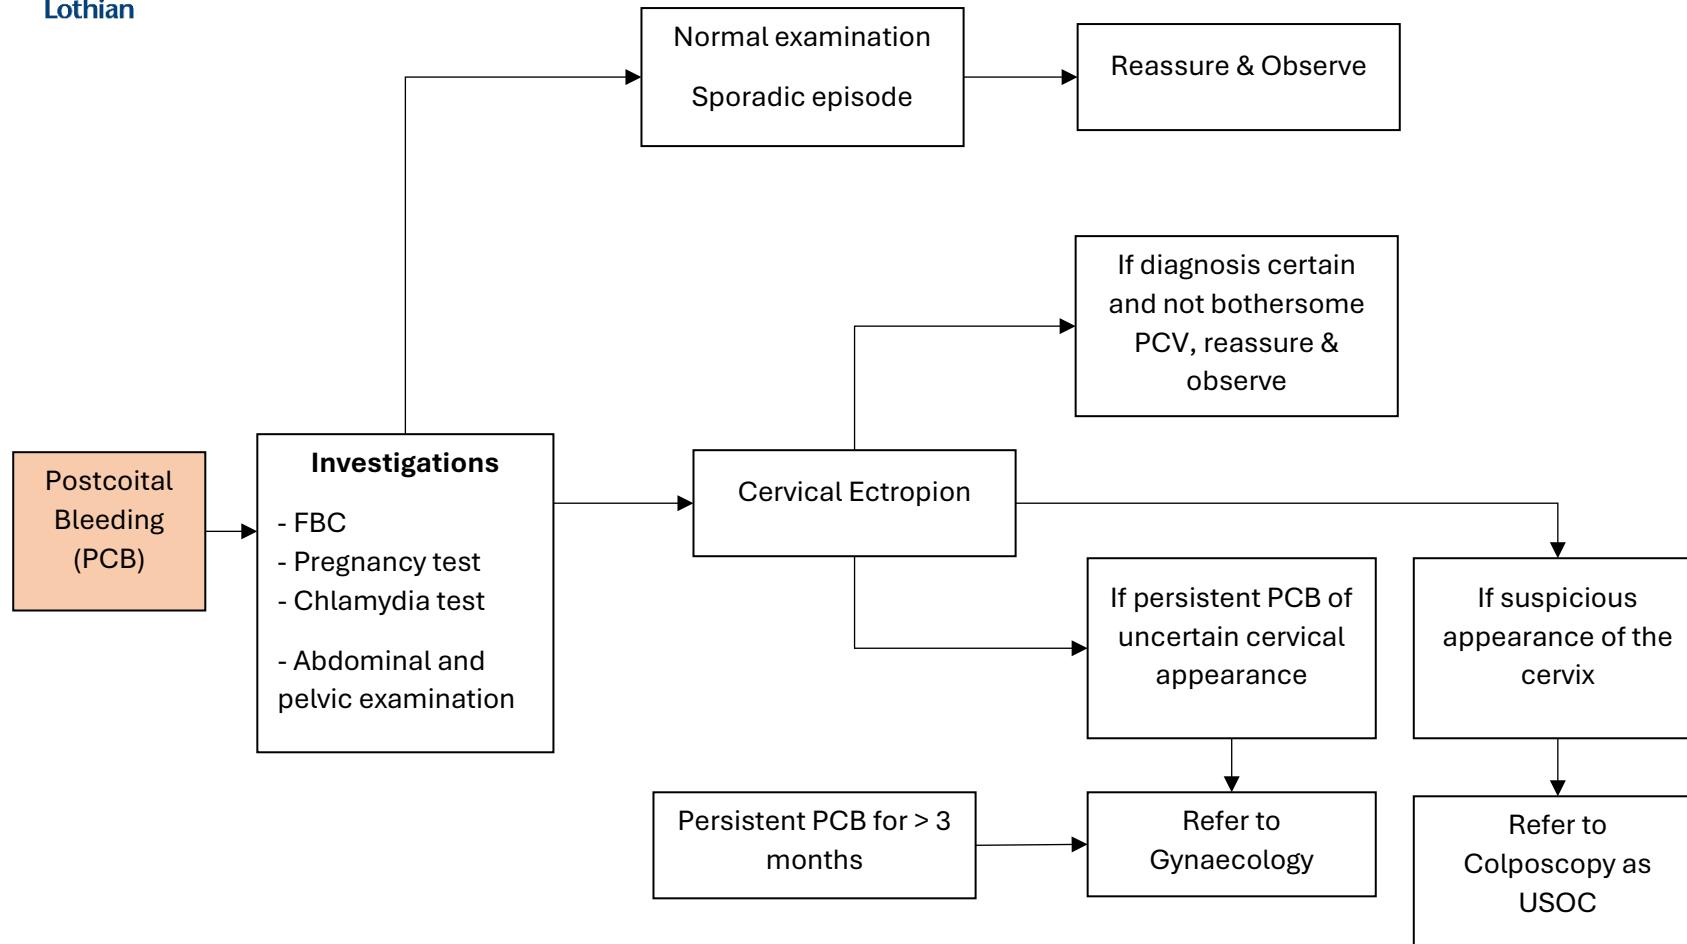 Lothian
Normal examination
Sporadic episode
Reassure & Observe
If diagnosis certain
and not bothersome
PCV, reassure &
observe
Postcoital
Bleeding
(PCB)
Investigations
- FBC
- Pregnancy test
- Chlamydia test
- Abdominal and
pelvic examination
Cervical Ectropion
If persistent PCB of
uncertain cervical
appearance
If suspicious
appearance of the
cervix
Persistent PCB for > 3
months
Refer to
Gynaecology
Refer to
Colposcopy as
USOC